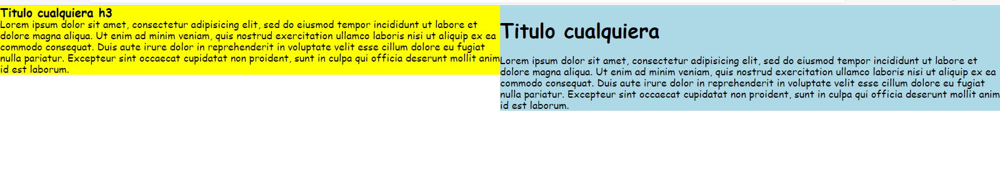 Titulo cualquiera h3
Lorem ipsum dolor sit amet, consectetur adipisicing elit, sed do eiusmod tempor incididunt ut labore et
dolore magna aliqua. Ut enim ad minim veniam, quis nostrud exercitation ullamco laboris nisi ut aliquip ex ea
commodo consequat. Duis aute irure dolor in reprehenderit in voluptate velit esse cillum dolore eu fugiat
nulla pariatur. Excepteur sint occaecat cupidatat non proident, sunt in culpa qui officia deserunt mollit anim
id est laborum.
Titulo cualquiera
Lorem ipsum dolor sit amet, consectetur adipisicing elit, sed do eiusmod tempor incididunt ut labore et
dolore magna aliqua. Ut enim ad minim veniam, quis nostrud exercitation ullamco laboris nisi ut aliquip ex ea
commodo consequat. Duis aute irure dolor in reprehenderit in voluptate velit esse cillum dolore eu fugiat
nulla pariatur. Excepteur sint occaecat cupidatat non proident, sunt in culpa qui officia deserunt mollit anim
id est laborum.